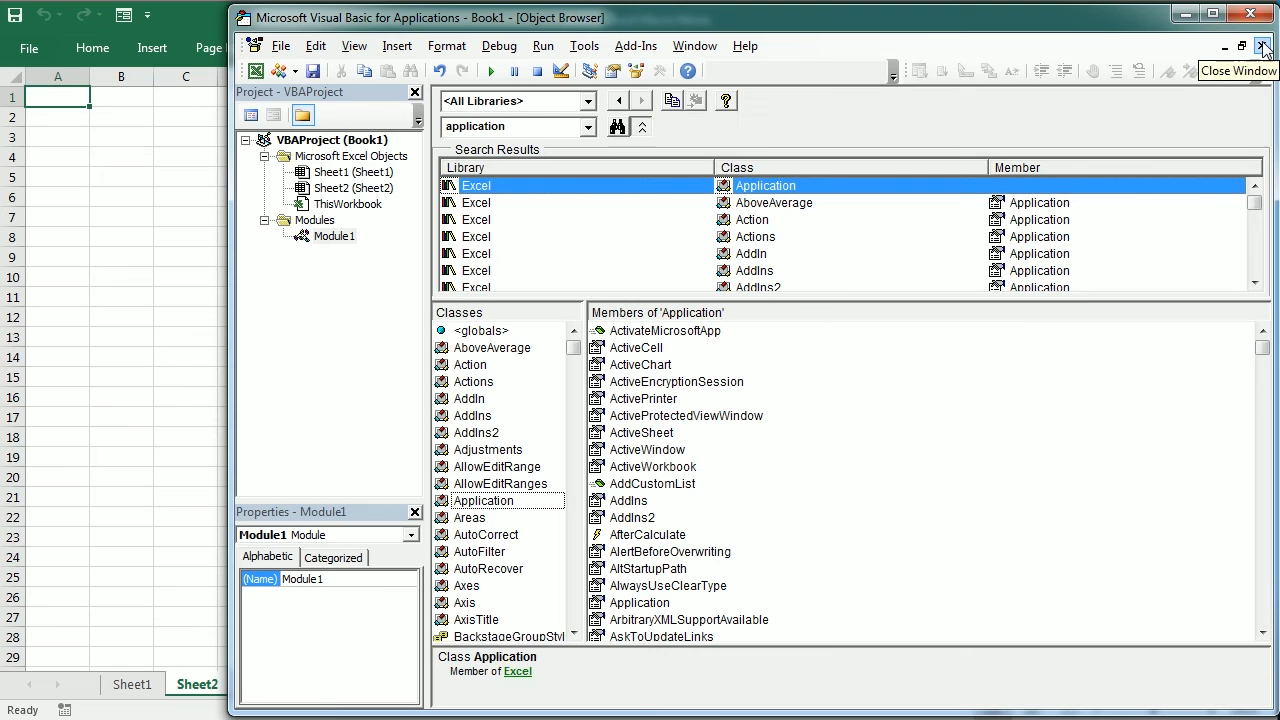 Microsoft Visual Basic for Applications - Book1 - [Object Browser]
File Home Insert Page
File Edit View Insert Format Debug Run Tools Add-Ins Window Help
Close Window
A B C
1
2
3
4
5
6
7
8
9
10
11
12
13
14
15
16
17
18
19
20
21
22
23
24
25
26
27
28
29
Sheet1 Sheet2
Ready
Project - VBAProject
VBAProject (Book1)
Microsoft Excel Objects
Sheet1 (Sheet1)
Sheet2 (Sheet2)
ThisWorkbook
Modules
Module1
Properties - Module1
Module1 Module
Alphabetic Categorized
(Name) Module1
<All Libraries>
application
Search Results
Library Class Member
Excel Application
Excel AboveAverage Application
Excel Action Application
Excel Actions Application
Excel AddIn Application
Excel AddIns Application
Excel AddIns2 Application
Classes
<globals>
AboveAverage
Action
Actions
AddIn
AddIns
AddIns2
Adjustments
AllowEditRange
AllowEditRanges
Application
Areas
AutoCorrect
AutoFilter
AutoRecover
Axes
Axis
AxisTitle
BackstageGroupStyl
Members of 'Application'
ActivateMicrosoftApp
ActiveCell
ActiveChart
ActiveEncryptionSession
ActivePrinter
ActiveProtectedViewWindow
ActiveSheet
ActiveWindow
ActiveWorkbook
AddCustomList
AddIns
AddIns2
AfterCalculate
AlertBeforeOverwriting
AltStartupPath
AlwaysUseClearType
Application
ArbitraryXMLSupportAvailable
AskToUpdateLinks
Class Application
Member of Excel